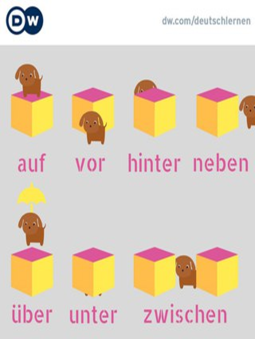 DW
dw.com/deutschlernen
auf vor hinter neben
über unter zwischen